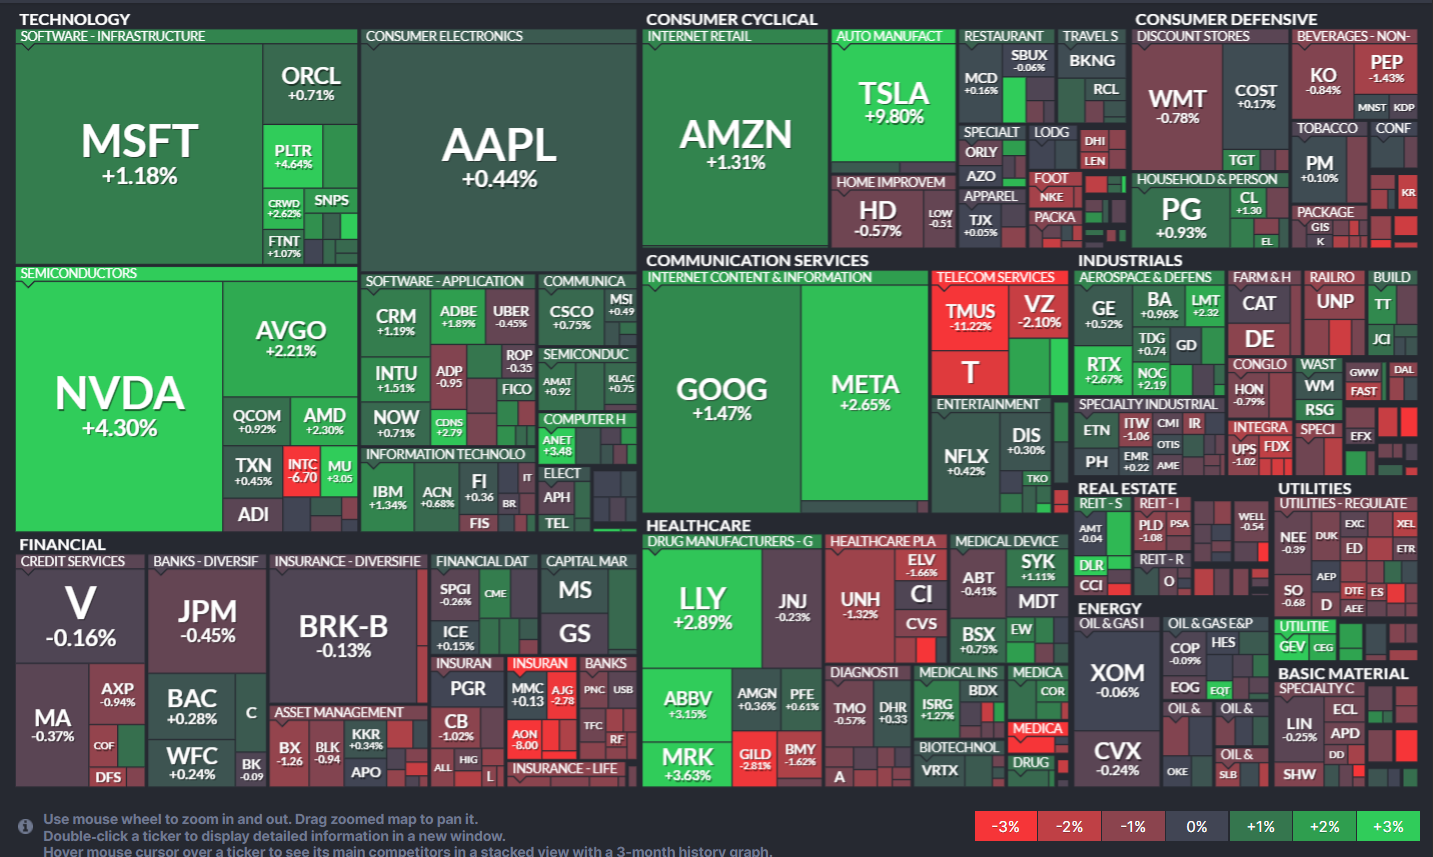 TECHNOLOGY
SOFTWARE - INFRASTRUCTURE
MSFT
+1.18%
ORCL
+0.71%
PLTR
+4.64%
CRWD
+2.62%
SNPS
FTNT
+1.07%
CONSUMER ELECTRONICS
AAPL
+0.44%
SEMICONDUCTORS
NVDA
+4.30%
AVGO
+2.21%
QCOM
+0.92%
AMD
+2.30%
TXN
+0.45%
INTC
-6.70
MU
+3.05
ADI
SOFTWARE - APPLICATION
CRM
+1.19%
ADBE
+1.89%
UBER
-0.45%
INTU
+1.51%
ADP
-0.95
ROP
-0.35
FICO
NOW
+0.71%
CDNS
+2.79
INFORMATION TECHNOLO
IBM
+1.34%
ACN
+0.68%
FI
+0.36
IT
BR
FIS
COMMUNICA
CSCO
+0.75%
MSI
+0.49
SEMICONDUC
AMAT
+0.92
KLAC
+0.75
COMPUTER H
ANET
+3.48
ELECT
APH
TEL
CONSUMER CYCLICAL
INTERNET RETAIL
AMZN
+1.31%
AUTO MANUFACT
TSLA
+9.80%
HOME IMPROVEM
HD
-0.57%
LOW
-0.51
RESTAURANT
MCD
+0.16%
SBUX
-0.06%
TRAVEL S
BKNG
RCL
SPECIALT
ORLY
AZO
LODG
DHI
LEN
APPAREL
TJX
+0.05%
FOOT
NKE
PACKA
CONSUMER DEFENSIVE
DISCOUNT STORES
WMT
-0.78%
COST
+0.17%
TGT
BEVERAGES - NON-
KO
-0.84%
PEP
-1.43%
MNST
KDP
HOUSEHOLD & PERSON
PG
+0.93%
CL
+1.30
EL
TOBACCO
PM
+0.10%
CONF
KR
PACKAGE
GIS
K
COMMUNICATION SERVICES
INTERNET CONTENT & INFORMATION
GOOG
+1.47%
META
+2.65%
TELECOM SERVICES
TMUS
-11.22%
VZ
-2.10%
T
ENTERTAINMENT
NFLX
+0.42%
DIS
+0.30%
TKO
INDUSTRIALS
AEROSPACE & DEFENS
GE
+0.52%
BA
+0.96%
LMT
+2.32
TDG
+0.74
GD
RTX
+2.67%
NOC
+2.19
FARM & H
CAT
DE
RAILRO
UNP
BUILD
TT
JCI
CONGLO
HON
-0.79%
WAST
WM
RSG
GWW
DAL
FAST
SPECIALTY INDUSTRIAL
ETN
ITW
-1.06
CMI
IR
OTIS
PH
EMR
+0.22
AME
INTEGRA
UPS
-1.02
FDX
SPECI
EFX
HEALTHCARE
DRUG MANUFACTURERS - G
LLY
+2.89%
JNJ
-0.23%
ABBV
+3.15%
AMGN
+0.36%
PFE
+0.61%
MRK
+3.63%
GILD
-2.81%
BMY
-1.62%
HEALTHCARE PLA
UNH
-1.32%
ELV
-1.66%
CI
CVS
MEDICAL DEVICE
ABT
-0.41%
SYK
+1.11%
MDT
BSX
+0.75%
EW
DIAGNOSTI
TMO
-0.57%
DHR
+0.33
A
MEDICAL INS
ISRG
+1.27%
BDX
MEDICA
COR
MEDICA
BIOTECHNOL
VRTX
DRUG
REAL ESTATE
REIT - S
AMT
-0.04
DLR
CCI
REIT - I
PLD
-1.08
PSA
REIT - R
O
WELL
-0.54
UTILITIES
UTILITIES - REGULATE
NEE
-0.39
DUK
EXC
XEL
ED
ETR
SO
-0.68
AEP
D
DTE
ES
AEE
UTILITIE
GEV
CEG
ENERGY
OIL & GAS I
XOM
-0.06%
CVX
-0.24%
OIL & GAS E&P
COP
-0.09%
HES
EOG
EQT
OIL &
OKE
OIL &
OIL &
SLB
BASIC MATERIAL
SPECIALTY C
LIN
-0.25%
ECL
APD
DD
SHW
FINANCIAL
CREDIT SERVICES
V
-0.16%
MA
-0.37%
AXP
-0.94%
COF
DFS
BANKS - DIVERSIF
JPM
-0.45%
BAC
+0.28%
C
WFC
+0.24%
BK
-0.09
INSURANCE - DIVERSIFIE
BRK-B
-0.13%
ASSET MANAGEMENT
BX
-1.26
BLK
-0.94
KKR
+0.34%
APO
FINANCIAL DAT
SPGI
-0.26%
CME
ICE
+0.15%
CAPITAL MAR
MS
GS
INSURAN
PGR
CB
-1.02%
ALL
HIG
L
INSURAN
MMC
+0.13
AJG
-2.78
AON
-8.00
BANKS
PNC
USB
TFC
RF
INSURANCE - LIFE
Use mouse wheel to zoom in and out. Drag zoomed map to pan it.
Double-click a ticker to display detailed information in a new window.
Hover mouse cursor over a ticker to see its main competitors in a stacked view with a 3-month history graph.
-3%
-2%
-1%
0%
+1%
+2%
+3%